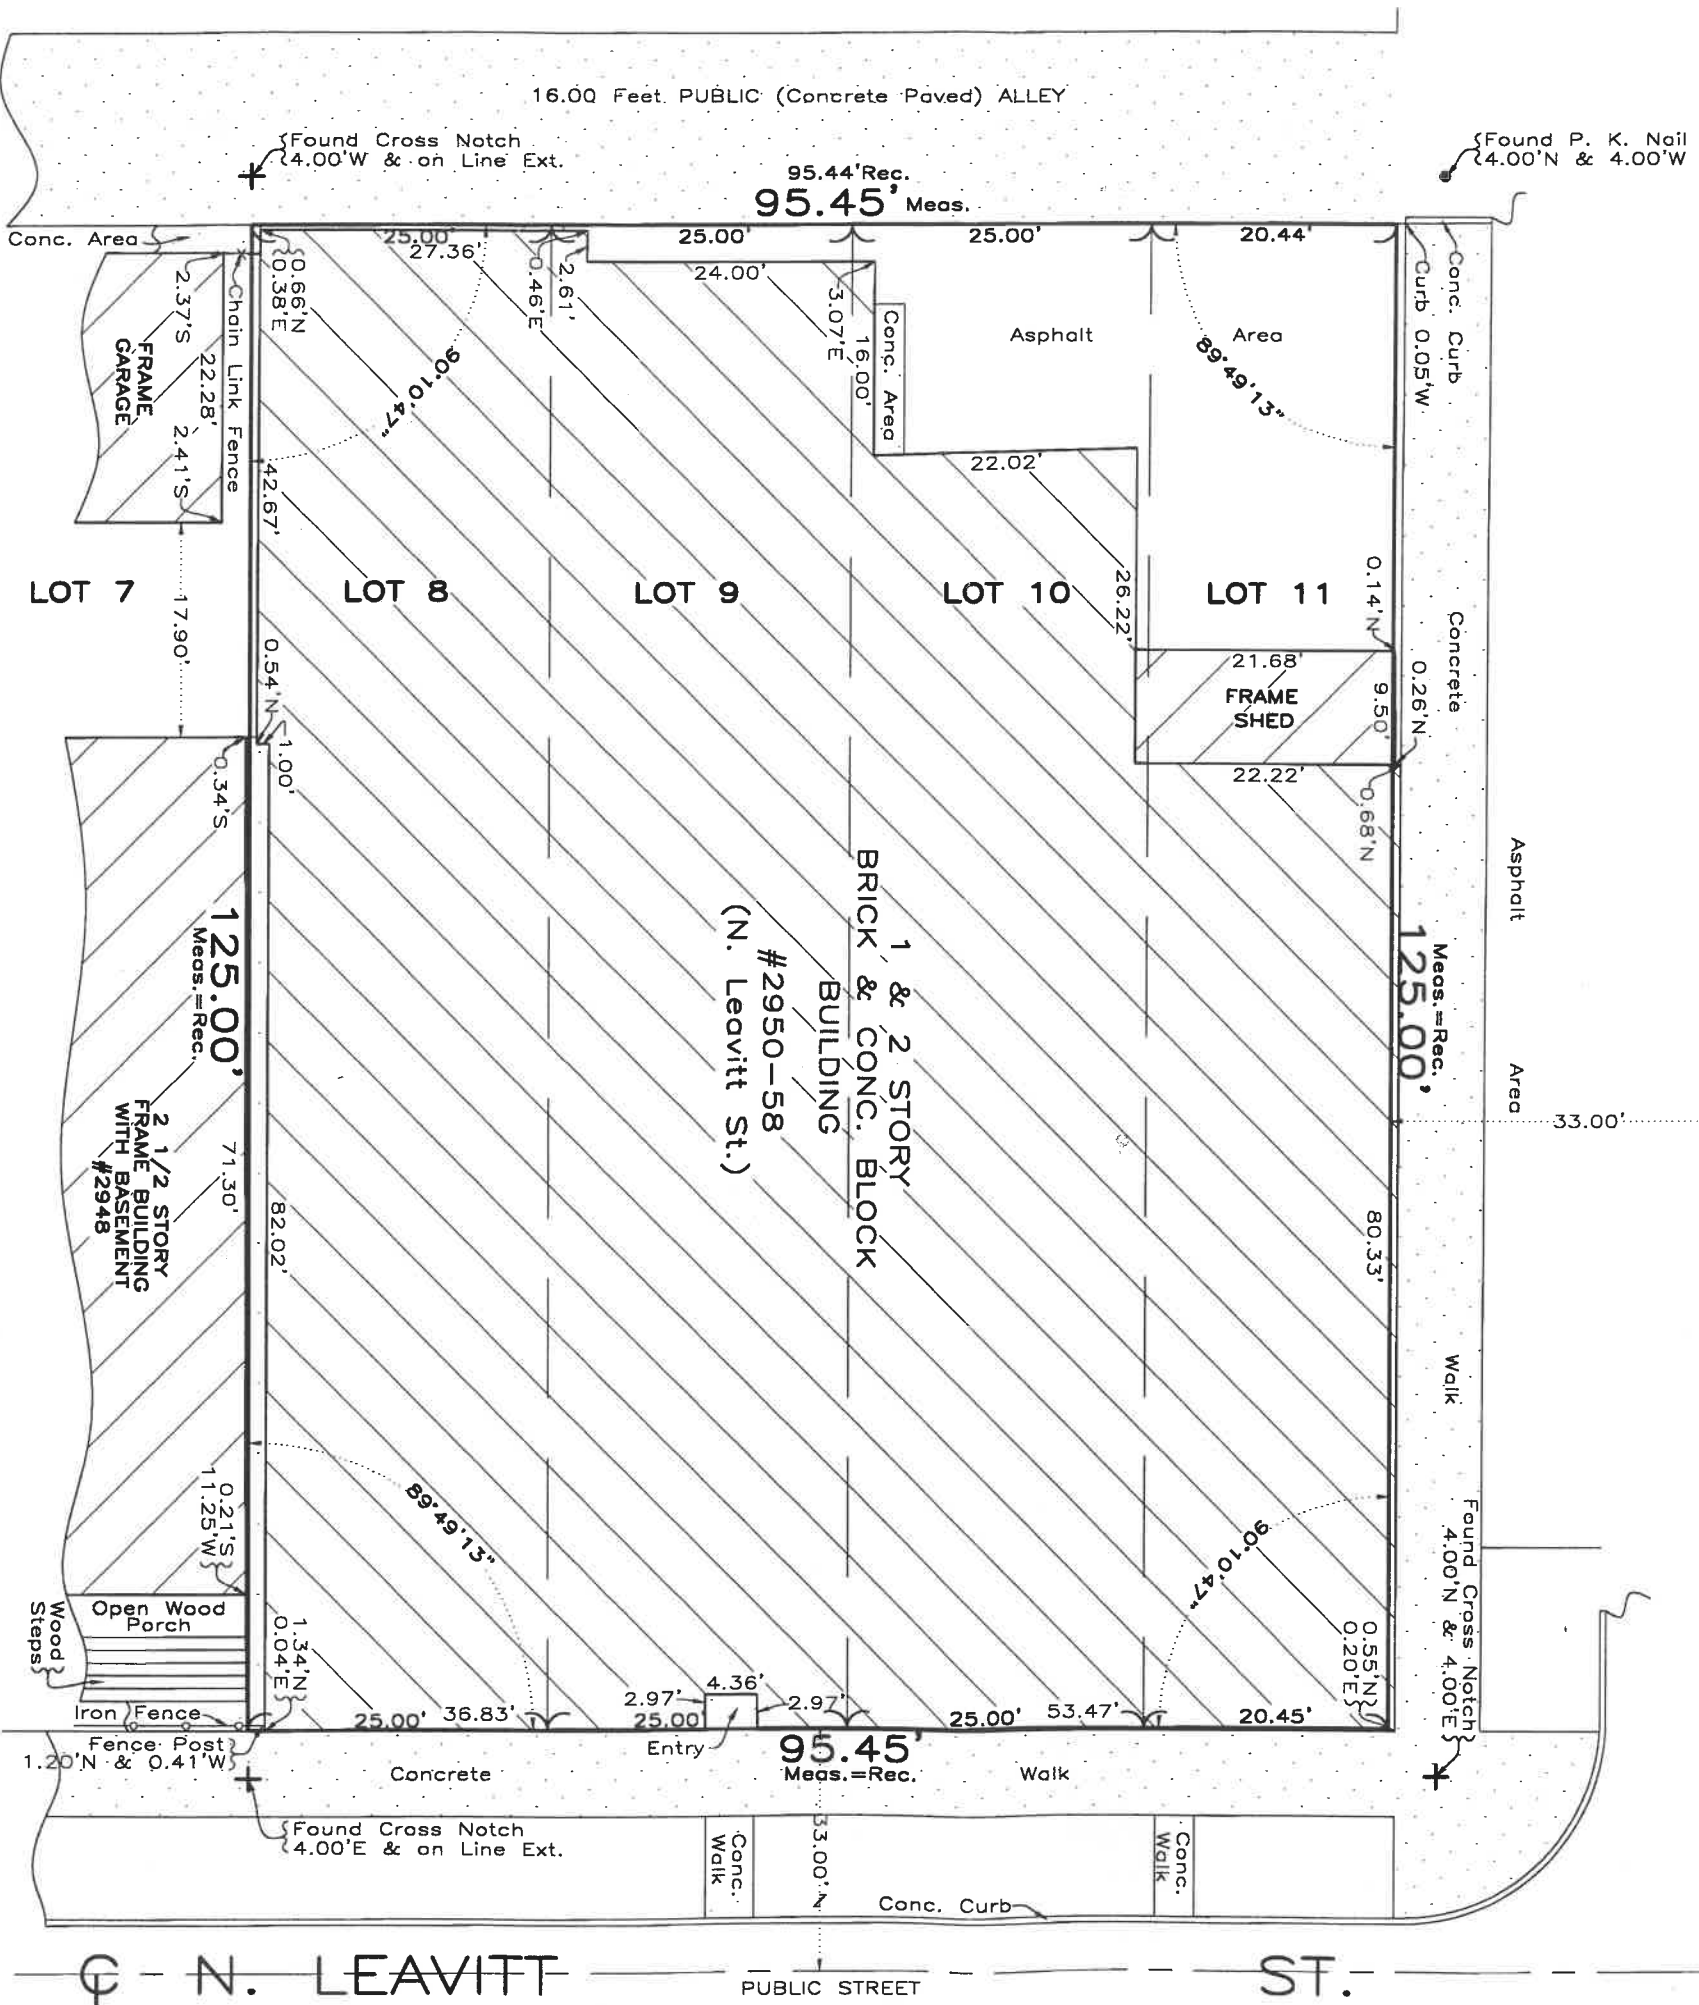 16.00 Feet PUBLIC (Concrete Paved) ALLEY
Found Cross Notch
4.00'W & on Line Ext.
Found P. K. Nail
4.00'N & 4.00'W
95.44'Rec.
95.45' Meas.
Conc. Area
25.00'
27.36'
25.00'
25.00'
20.44'
24.00'
0.66'N
0.38'E
0.46'E
2.61'
3.07'E
16.00'
Conc. Area
Asphalt Area
Conc. Curb
Curb 0.05'W
2.37'S
22.28'
2.41'S
FRAME
GARAGE
Chain Link Fence
90°10'47"
89°49'13"
42.67'
22.02'
26.22'
LOT 7
LOT 8
LOT 9
LOT 10
LOT 11
17.90'
0.54'N
1.00'
0.34'S
0.14'N
21.68'
FRAME
SHED
9.50'
0.26'N
22.22'
0.68'N
Concrete
Walk
Asphalt
Area
125.00'
Meas.=Rec.
Meas.=Rec.
125.00'
33.00'
1 & 2 STORY
BRICK & CONC. BLOCK
BUILDING
#2950-58
(N. Leavitt St.)
2 1/2 STORY
FRAME BUILDING
WITH BASEMENT
#2948
71.30'
82.02'
80.33'
0.21'S
11.25'W
89°49'13"
90°10'47"
Found Cross Notch
4.00'N & 4.00'E
Open Wood
Porch
Wood
Steps
1.34'N
0.04'E
0.55'N
0.20'E
Iron Fence
Fence Post
1.20'N & 0.41'W
25.00'
36.83'
25.00'
2.97'
4.36'
2.97'
25.00'
53.47'
20.45'
Entry
95.45'
Meas.=Rec.
Concrete
Walk
Found Cross Notch
4.00'E & on Line Ext.
Conc.
Walk
33.00'
Conc.
Walk
Conc. Curb
N. LEAVITT ST.
PUBLIC STREET